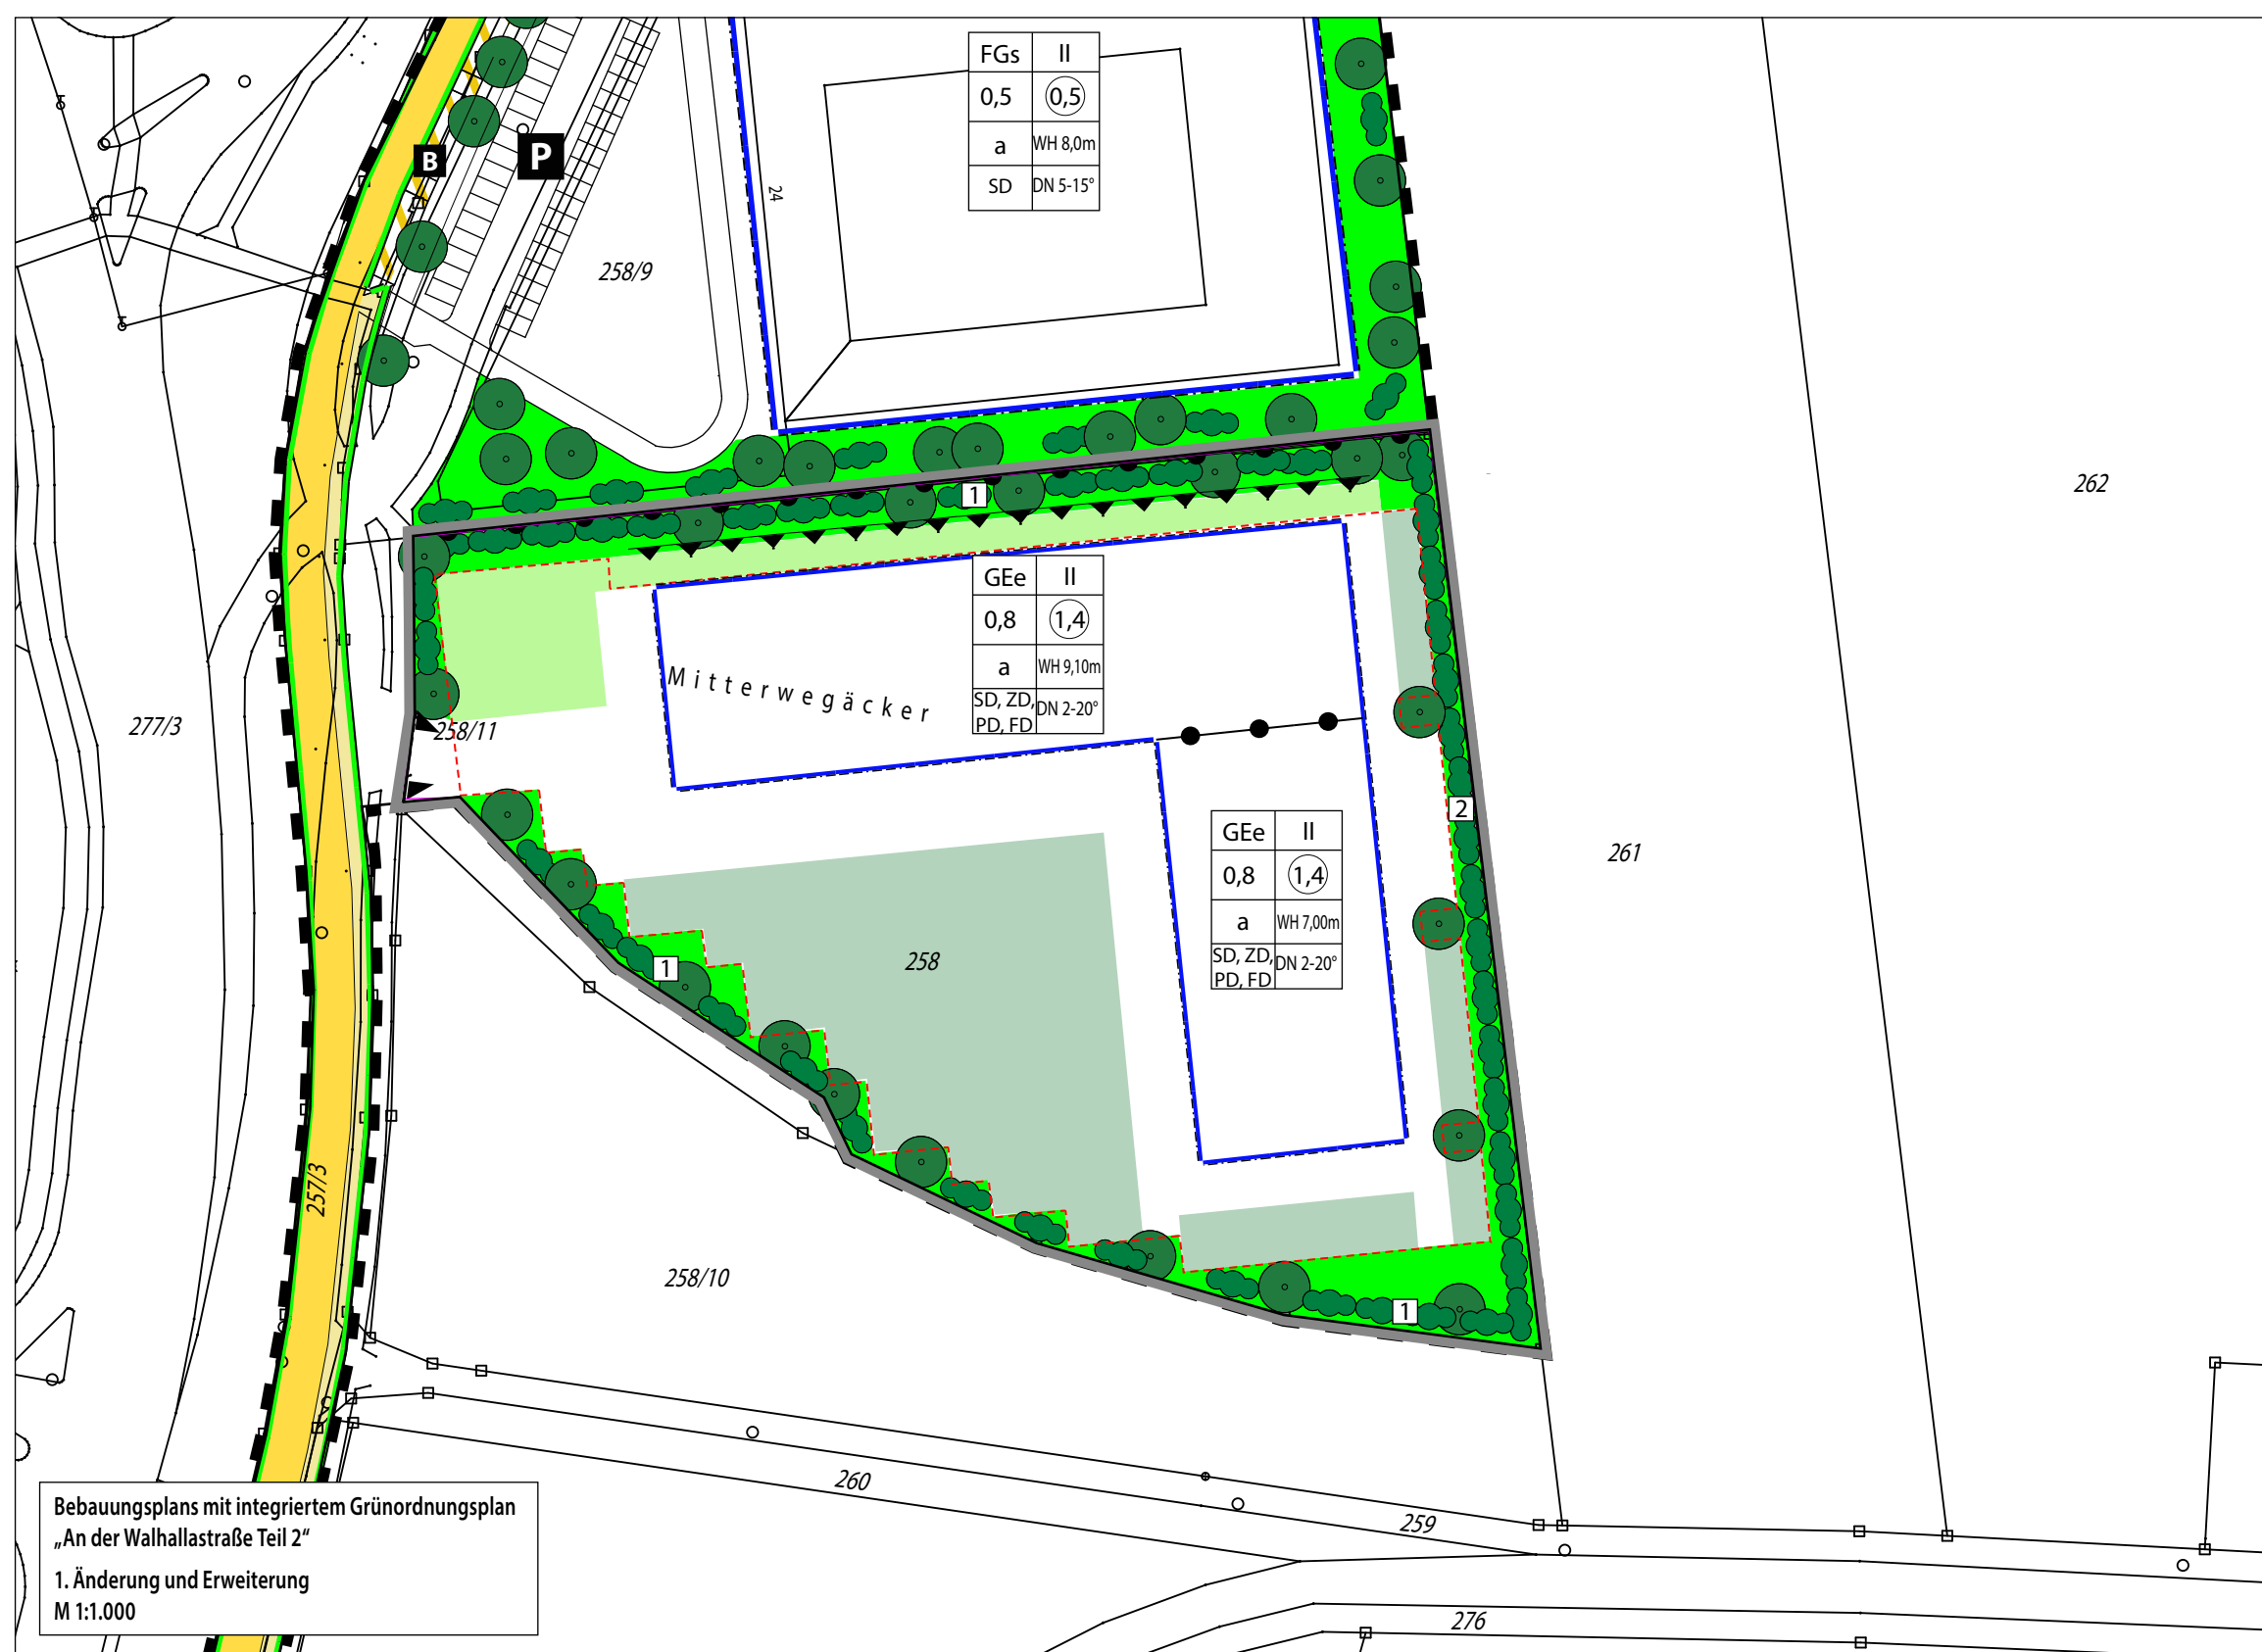 FGs II
0,5 0,5
a WH 8,0m
SD DN 5-15°
B
P
24
258/9
262
1
GEe II
0,8 1,4
a WH 9,10m
SD, ZD, PD, FD DN 2-20°
Mitterwegäcker
277/3
258/11
2
261
GEe II
0,8 1,4
a WH 7,00m
SD, ZD, PD, FD DN 2-20°
258
1
257/3
258/10
1
260
259
276
Bebauungsplans mit integriertem Grünordnungsplan
„An der Walhallastraße Teil 2“
1. Änderung und Erweiterung
M 1:1.000